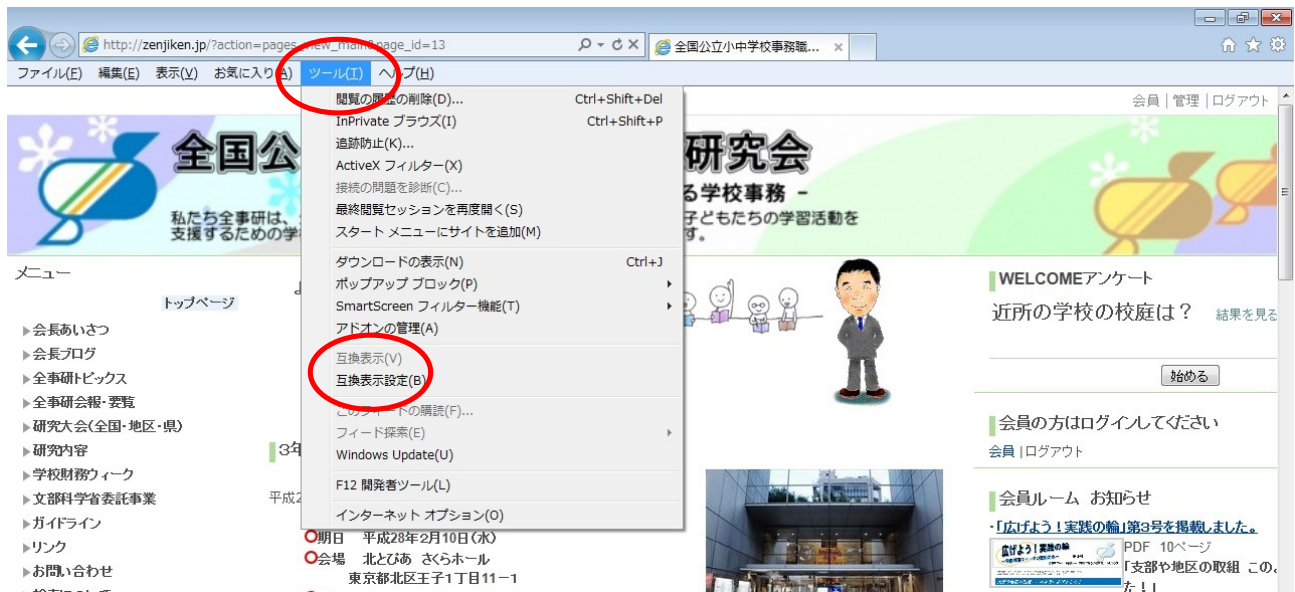 http://zenjiken.jp/?action=pages_view_main&page_id=13
全国公立小中学校事務職...
ファイル(F) 編集(E) 表示(V) お気に入り(A) ツール(T) ヘルプ(H)
会員 | 管理 | ログアウト
閲覧の履歴の削除(D)... Ctrl+Shift+Del
InPrivate ブラウズ(I) Ctrl+Shift+P
追跡防止(K)...
ActiveX フィルター(X)
接続の問題を診断(C)...
最終閲覧セッションを再度開く(S)
スタート メニューにサイトを追加(M)
ダウンロードの表示(N) Ctrl+J
ポップアップ ブロック(P)
SmartScreen フィルター機能(T)
アドオンの管理(A)
互換表示(V)
互換表示設定(B)
このフィードの購読(F)...
フィード探索(E)
Windows Update(U)
F12 開発者ツール(L)
インターネット オプション(O)
全国公
研究会
る学校事務 −
私たち全事研は、
子どもたちの学習活動を
支援するための学
す。
メニュー
トップページ
会長あいさつ
会長ブログ
全事研トピックス
全事研会報・要覧
研究大会(全国・地区・県)
研究内容
学校財務ウィーク
文部科学省委託事業
ガイドライン
リンク
お問い合わせ
3年
平成2
期日 平成28年2月10日(水)
会場 北とぴあ さくらホール
東京都北区王子1丁目11−1
WELCOMEアンケート
近所の学校の校庭は? 結果を見る
始める
会員の方はログインしてください
会員 | ログアウト
会員ルーム お知らせ
・「広げよう!実践の輪」第3号を掲載しました。
広げよう!実践の輪
PDF 10ページ
「支部や地区の取組 この
た!」